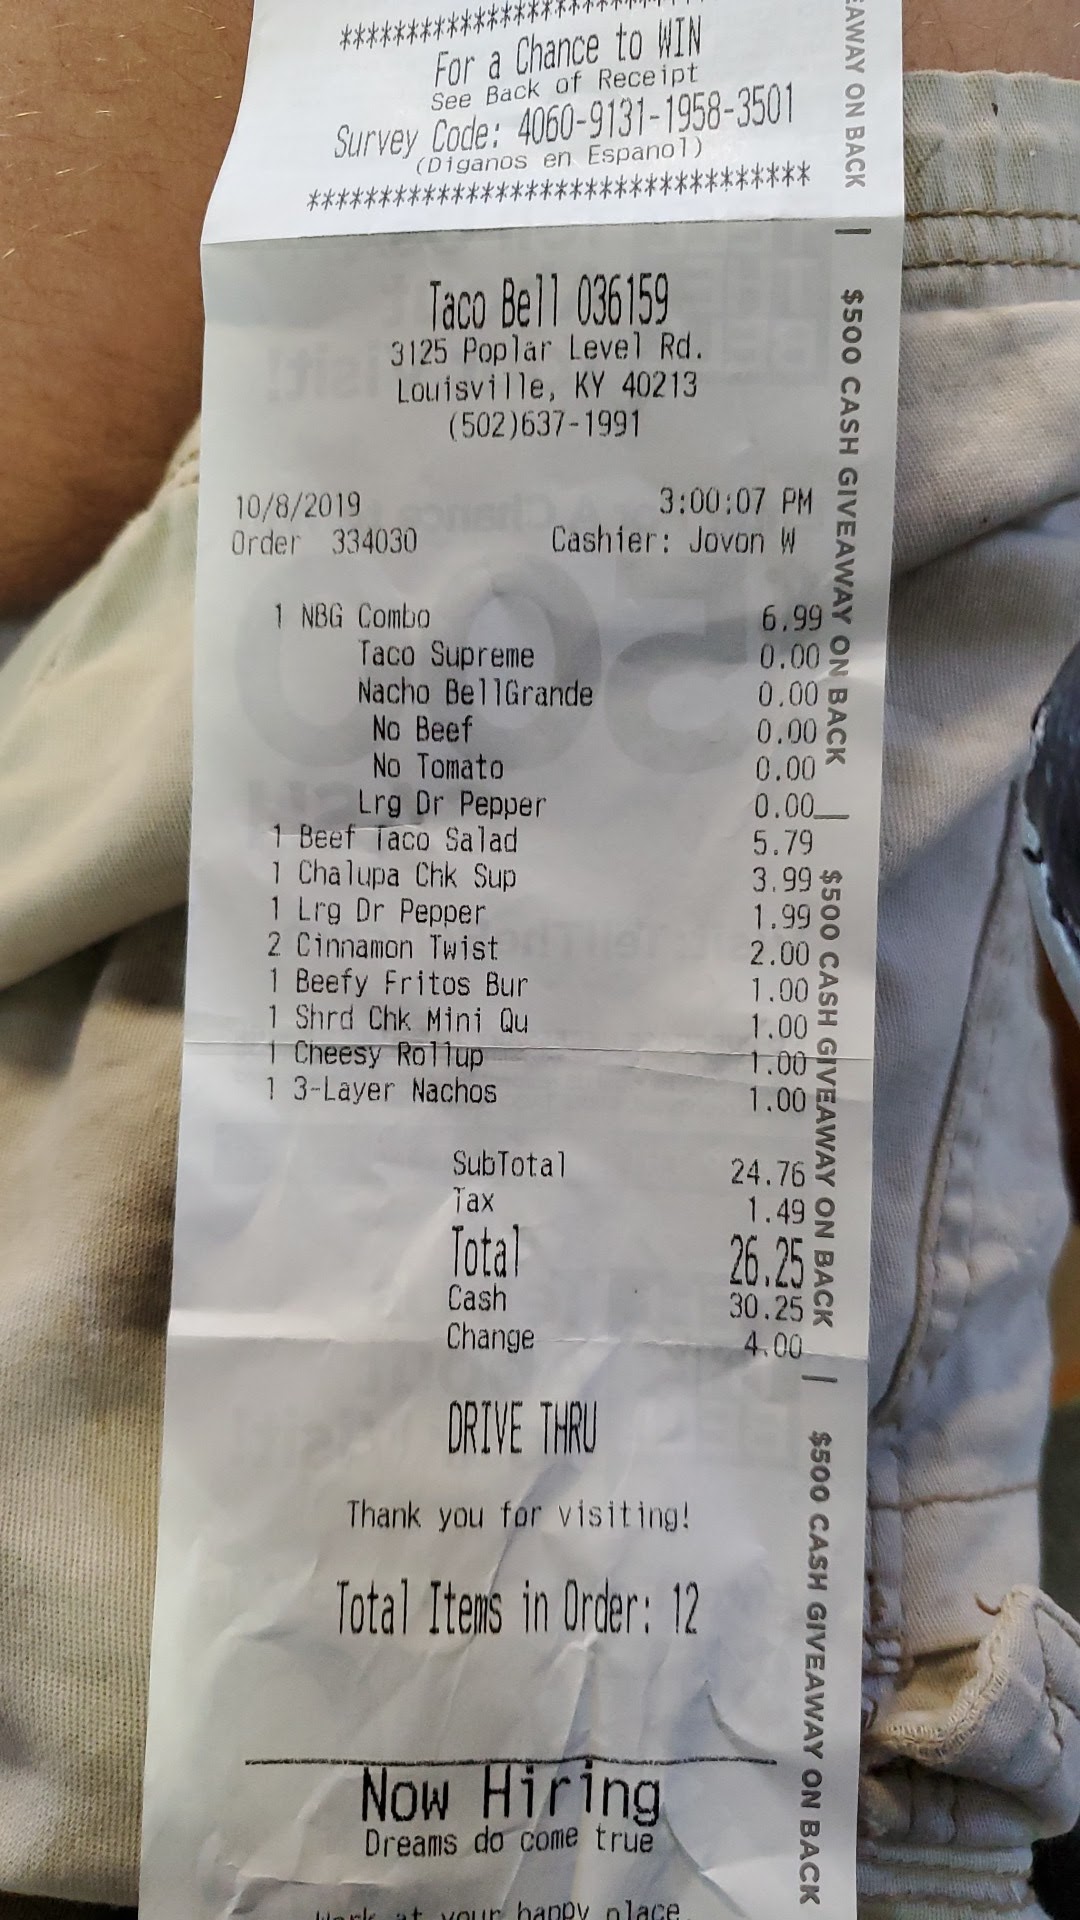 ***********************************
For a Chance to WIN
See Back of Receipt
Survey Code: 4060-9131-1958-3501
(Diganos en Espanol)
***********************************
Taco Bell 036159
3125 Poplar Level Rd.
Louisville, KY 40213
(502)637-1991
10/8/2019 3:00:07 PM
Order 334030 Cashier: Jovon W
1 NBG Combo 6.99
Taco Supreme 0.00
Nacho BellGrande 0.00
No Beef 0.00
No Tomato 0.00
Lrg Dr Pepper 0.00
1 Beef Taco Salad 5.79
1 Chalupa Chk Sup 3.99
1 Lrg Dr Pepper 1.99
2 Cinnamon Twist 2.00
1 Beefy Fritos Bur 1.00
1 Shrd Chk Mini Qu 1.00
1 Cheesy Rollup 1.00
1 3-Layer Nachos 1.00
SubTotal 24.76
Tax 1.49
Total 26.25
Cash 30.25
Change 4.00
DRIVE THRU
Thank you for visiting!
Total Items in Order: 12
Now Hiring
Dreams do come true
Work at your happy place.
AWAY ON BACK
$500 CASH GIVEAWAY ON BACK
$500 CASH GIVEAWAY ON BACK
$500 CASH GIVEAWAY ON BACK